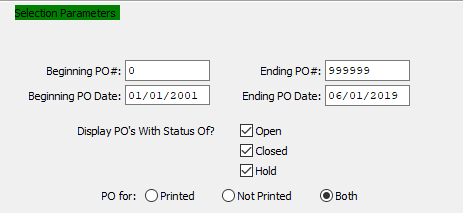 Selection Parameters
Beginning PO#: 0 Ending PO#: 999999
Beginning PO Date: 01/01/2001 Ending PO Date: 06/01/2019
Display PO's With Status Of? Open
Closed
Hold
PO for: Printed Not Printed Both